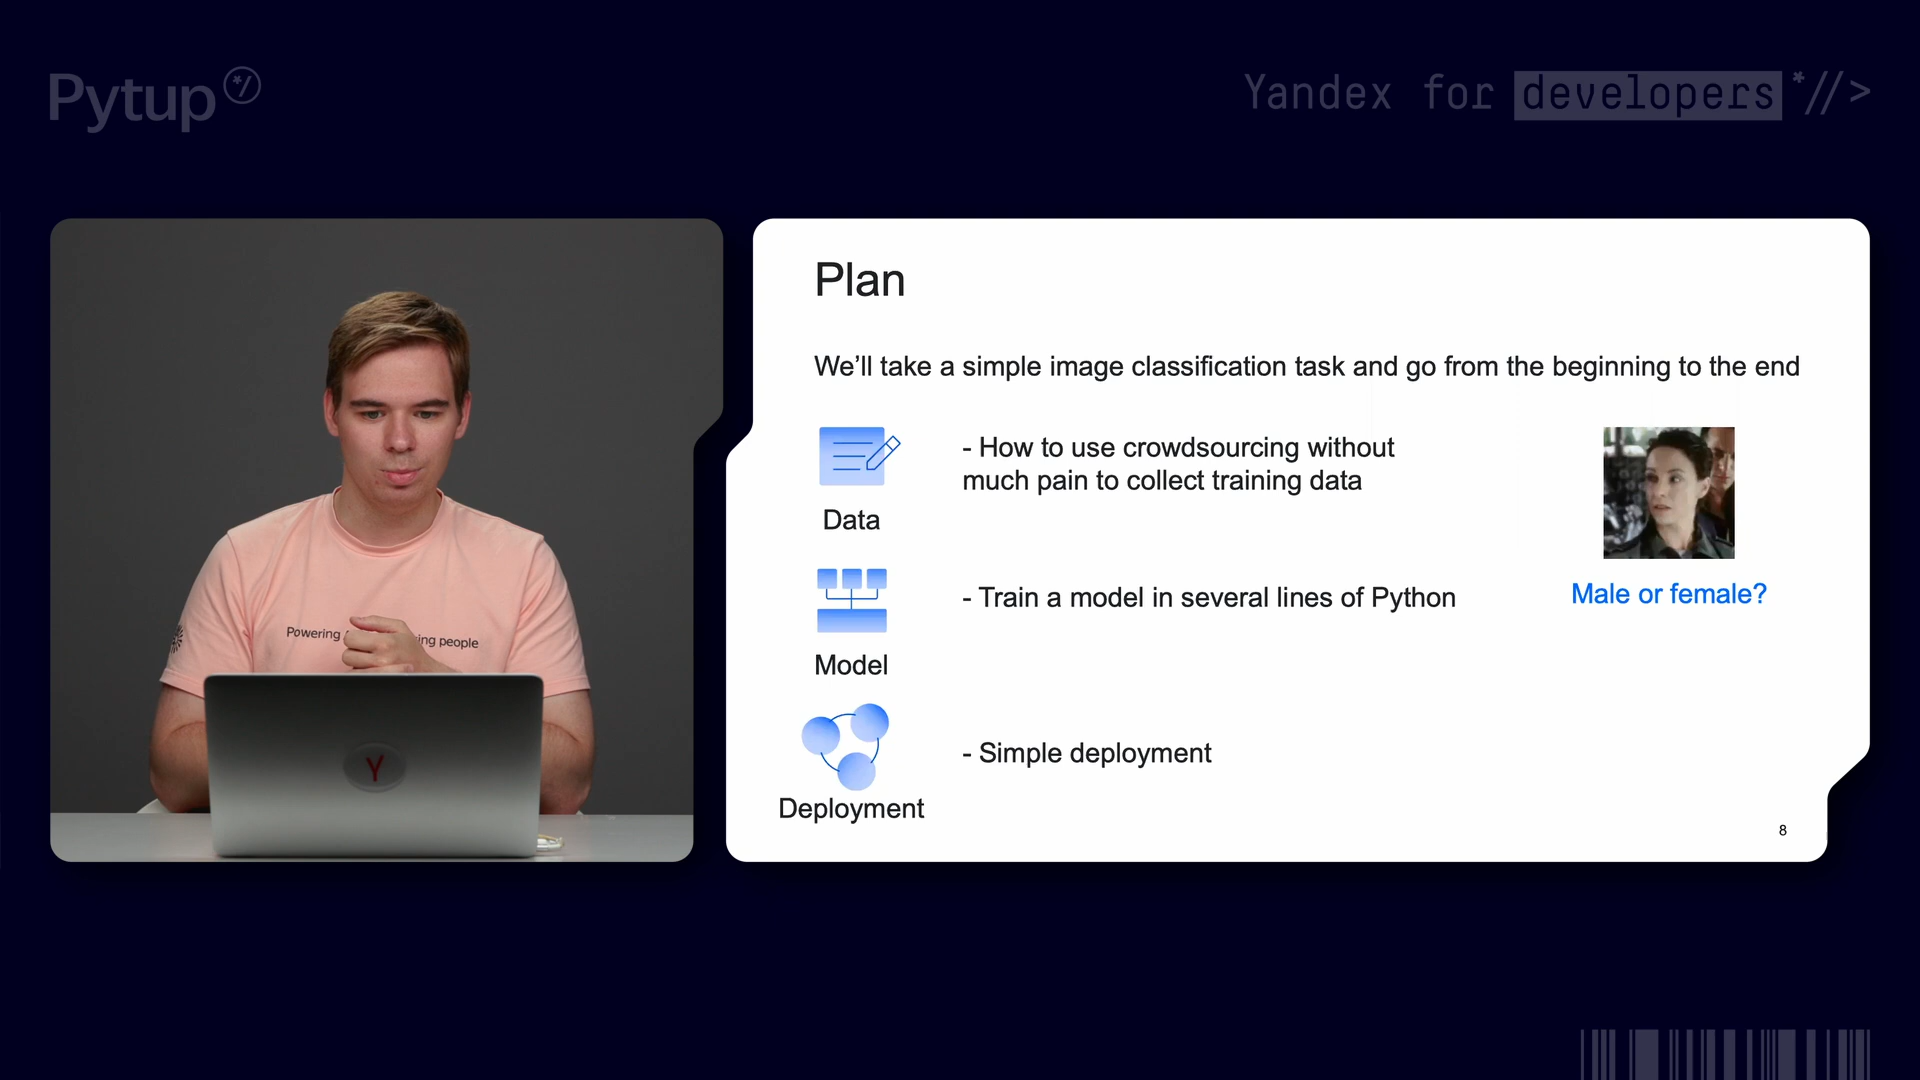 Pytup*/
Yandex for developers*//>
Plan
We’ll take a simple image classification task and go from the beginning to the end
- How to use crowdsourcing without
much pain to collect training data
Data
Male or female?
- Train a model in several lines of Python
Model
- Simple deployment
Deployment
8
Powering
ing people
Y